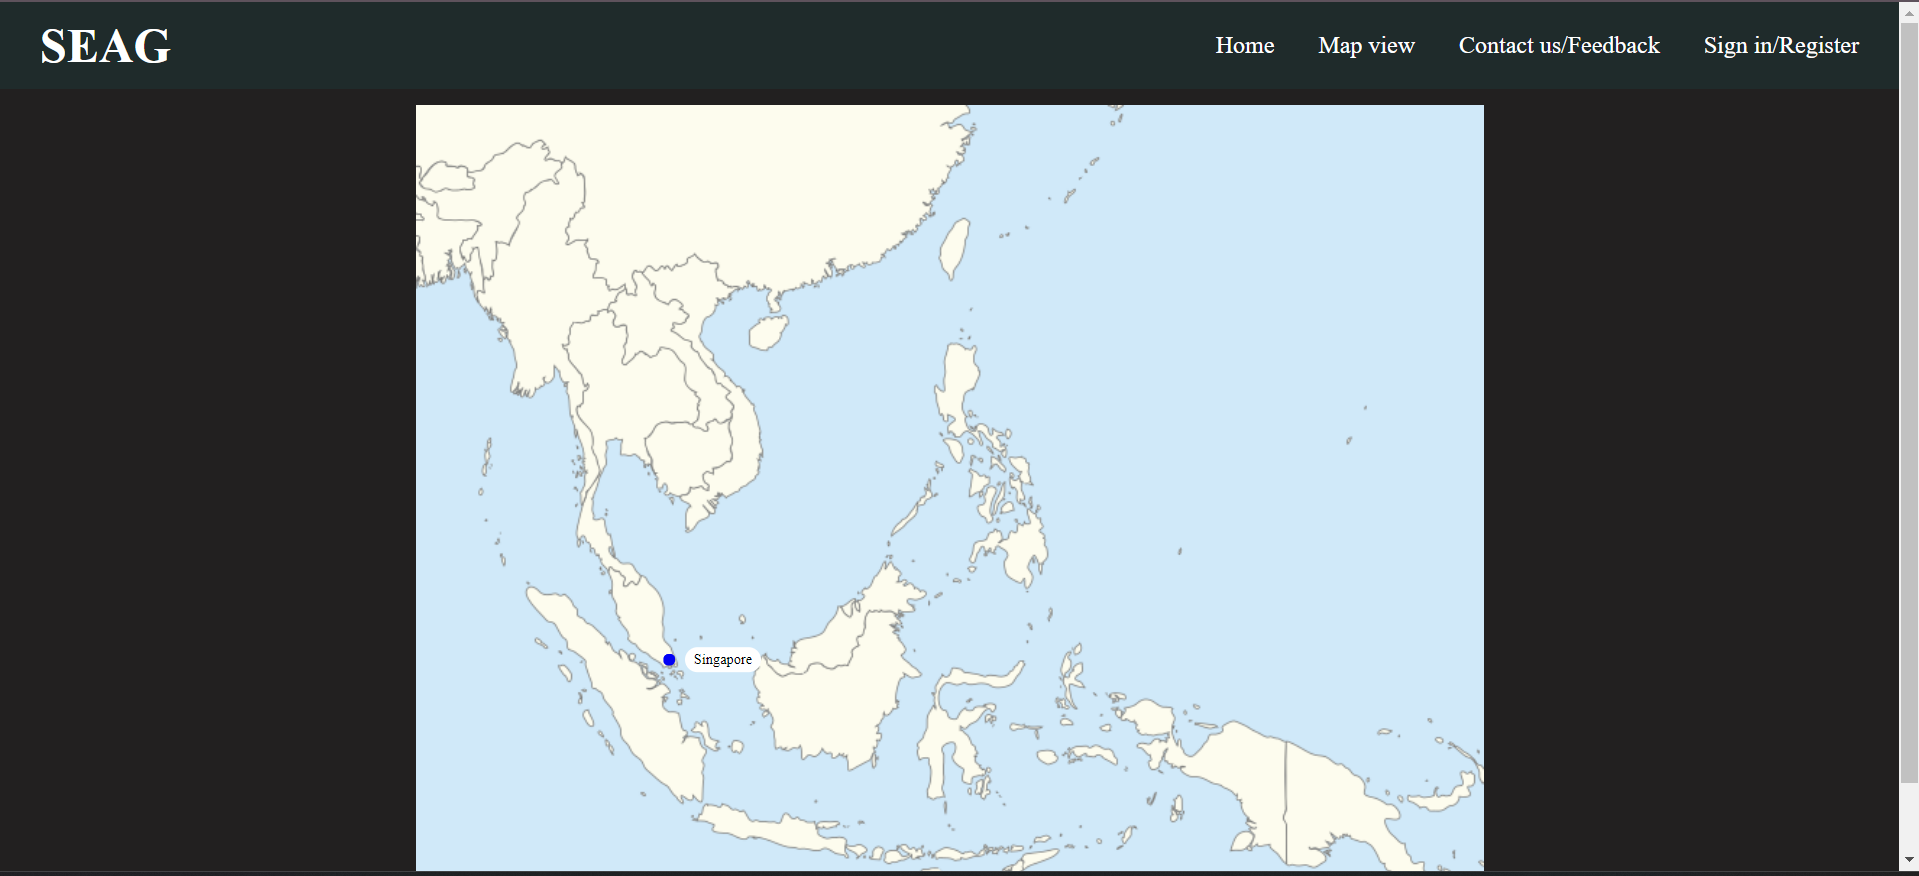 SEAG
Home Map view Contact us/Feedback Sign in/Register
Singapore